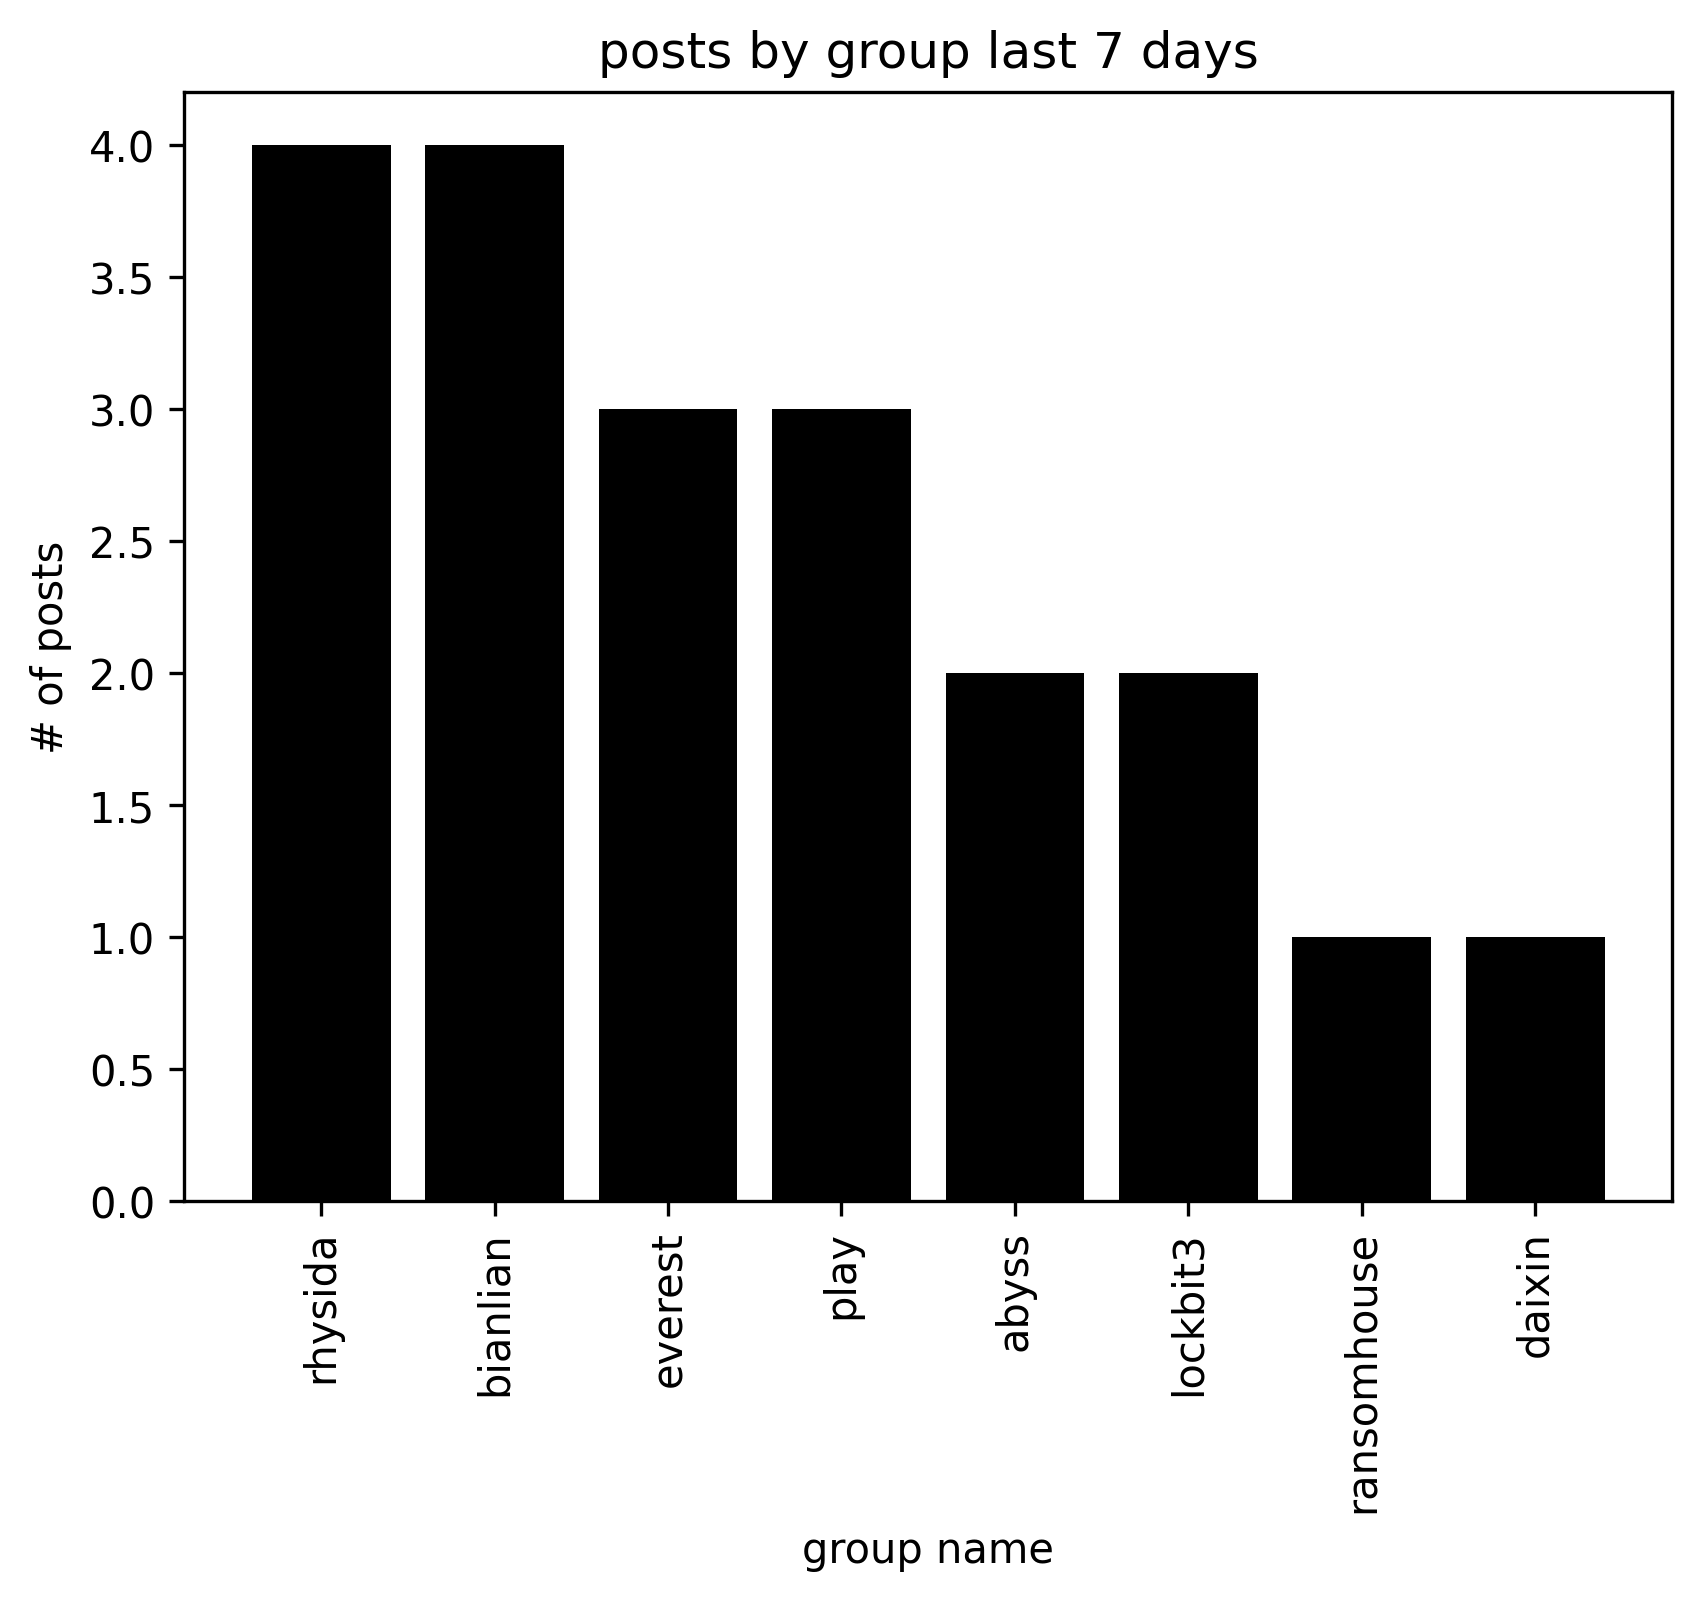 posts by group last 7 days
4.0
3.5
3.0
2.5
2.0
1.5
1.0
0.5
0.0
# of posts
rhysida
bianlian
everest
play
abyss
lockbit3
ransomhouse
daixin
group name